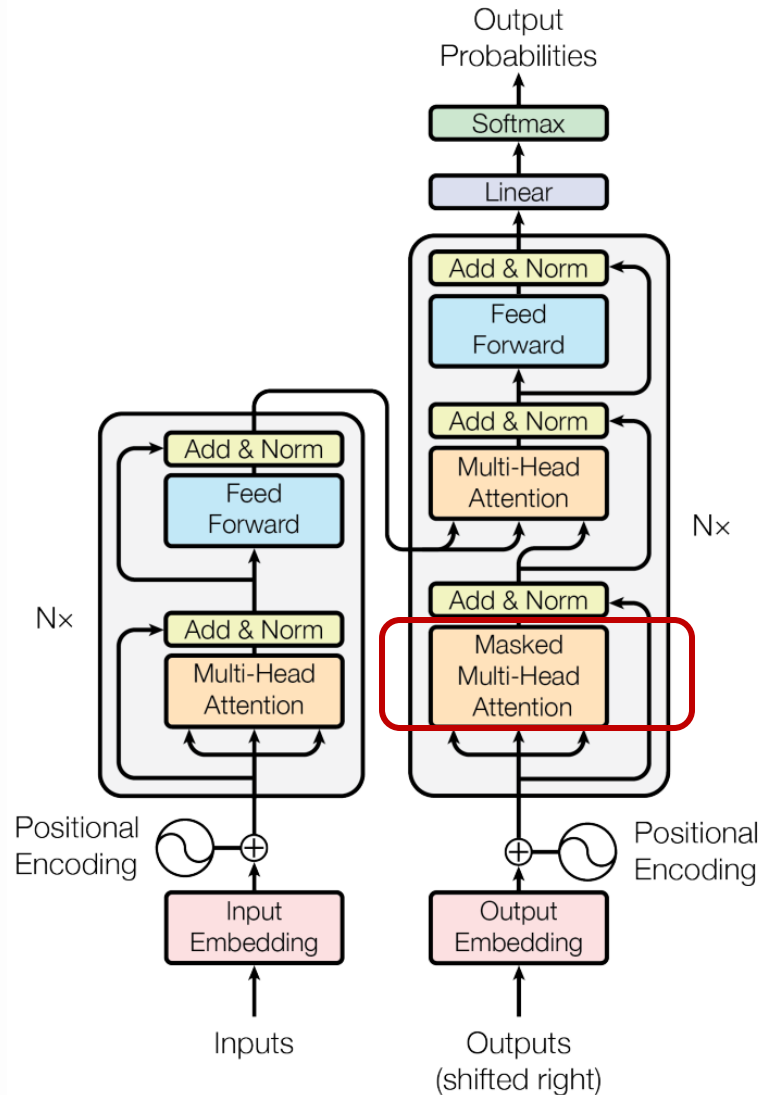 Output
Probabilities
Softmax
Linear
Add & Norm
Feed
Forward
Add & Norm
Multi-Head
Attention
N×
Add & Norm
Masked
Multi-Head
Attention
Add & Norm
Feed
Forward
N×
Add & Norm
Multi-Head
Attention
Positional
Encoding
Positional
Encoding
Input
Embedding
Output
Embedding
Inputs
Outputs
(shifted right)